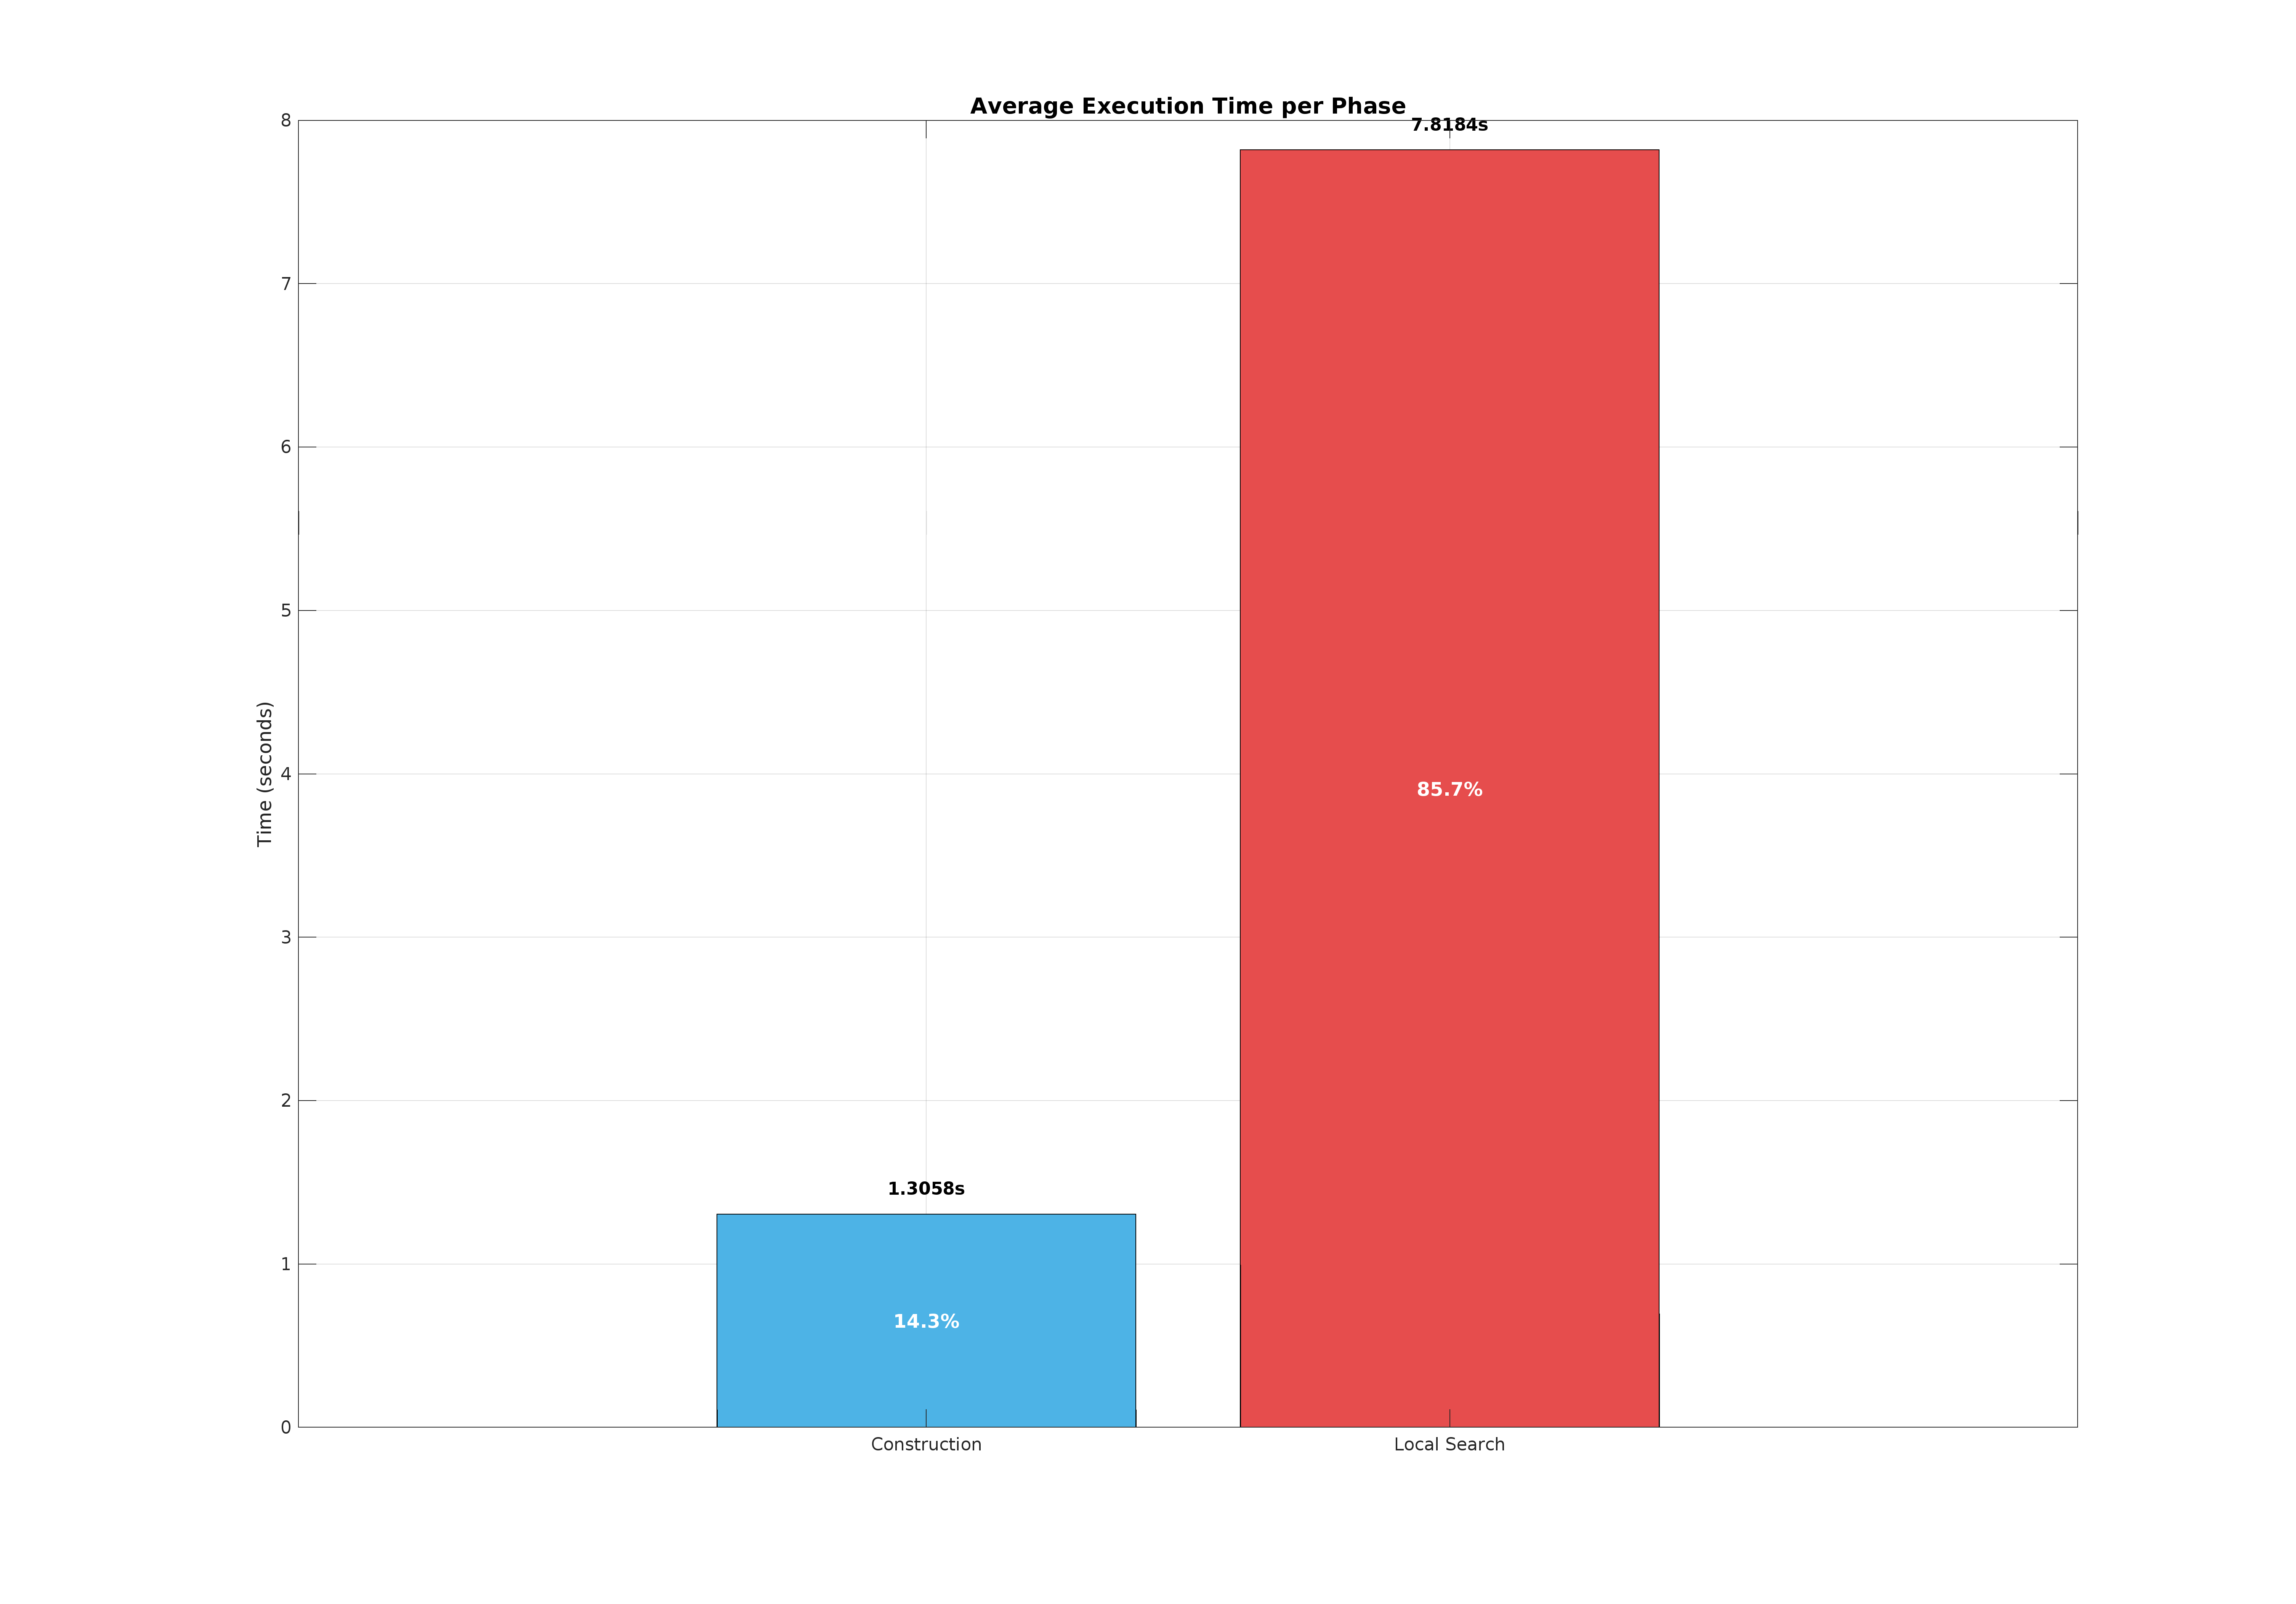 Average Execution Time per Phase
7.8184s
8
7
6
5
4
3
2
1
0
Time (seconds)
85.7%
1.3058s
14.3%
Construction
Local Search